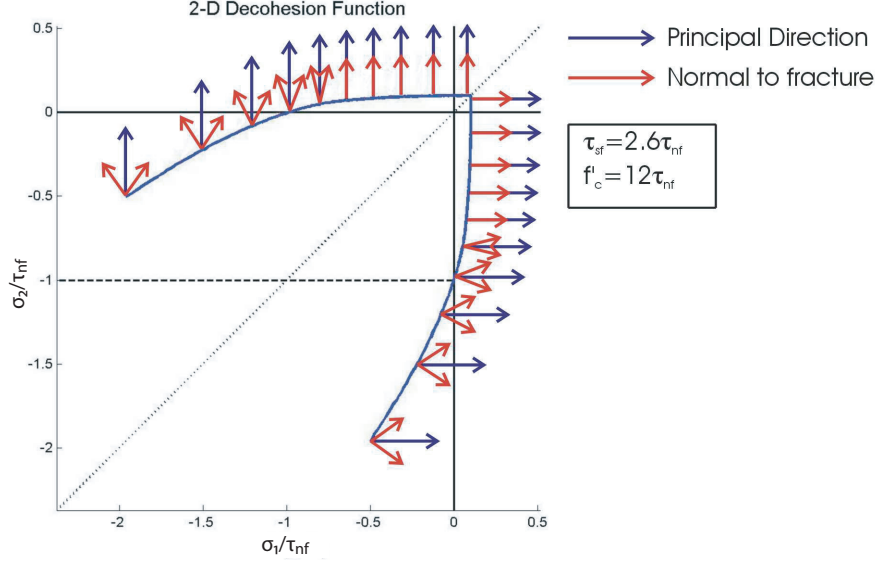 2-D Decohesion Function
0.5
0
-0.5
-1
-1.5
-2
σ₂/τnf
-2
-1.5
-1
-0.5
0
0.5
σ₁/τnf
Principal Direction
Normal to fracture
τsf=2.6τnf
f'c=12τnf